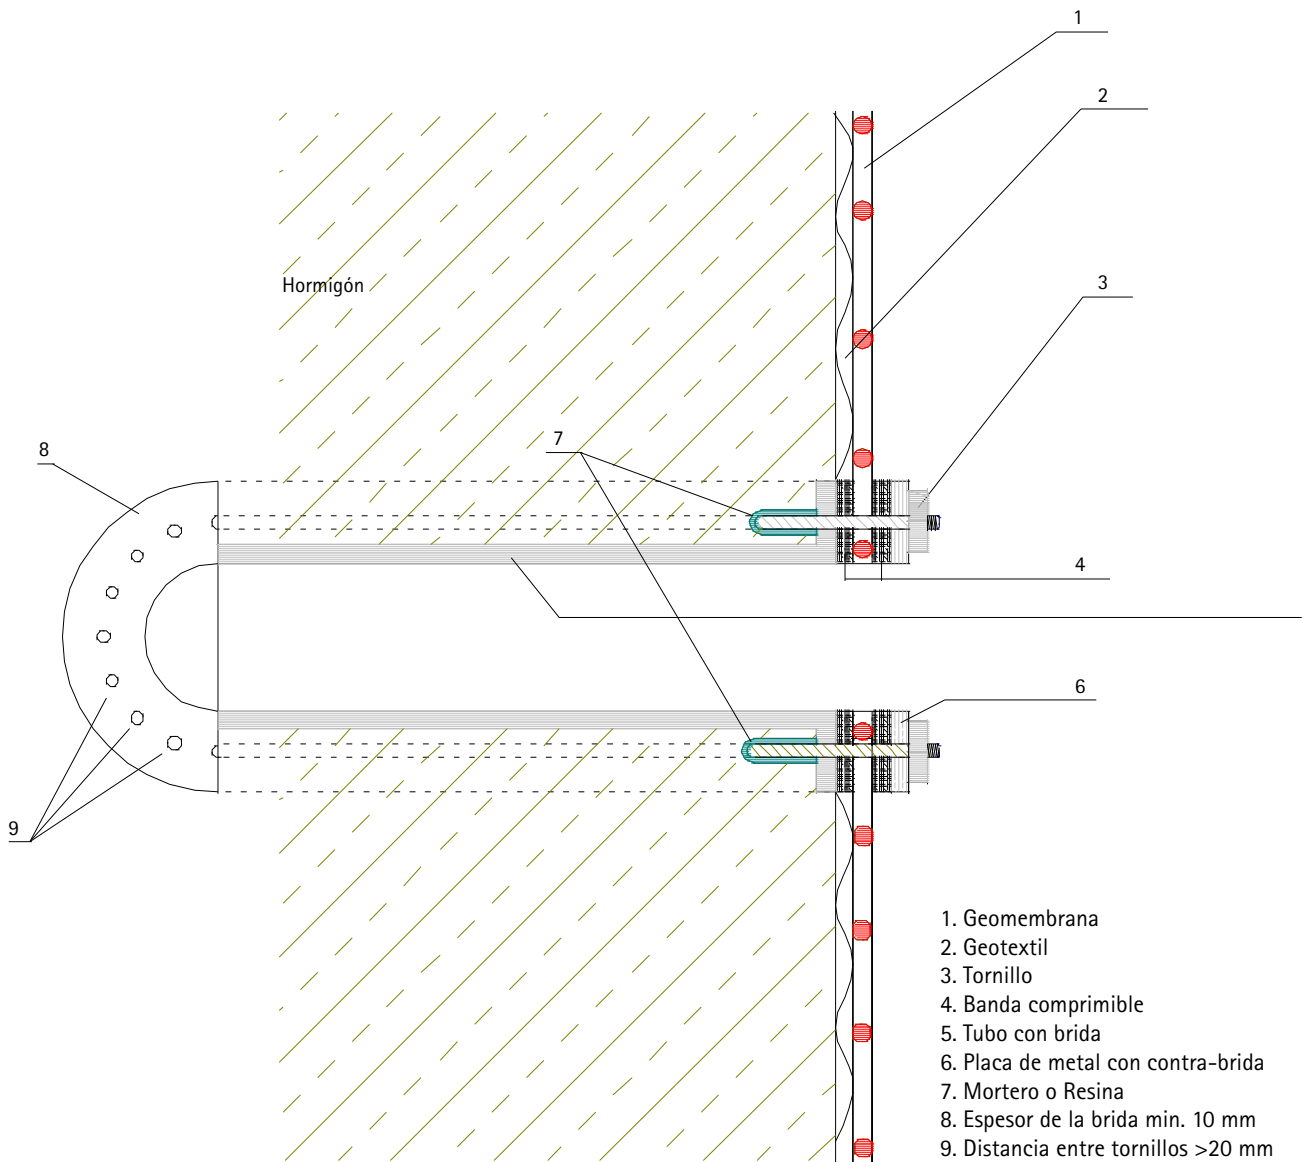 1
2
Hormigón
3
8
7
4
6
9
1. Geomembrana
2. Geotextil
3. Tornillo
4. Banda comprimible
5. Tubo con brida
6. Placa de metal con contra-brida
7. Mortero o Resina
8. Espesor de la brida min. 10 mm
9. Distancia entre tornillos >20 mm